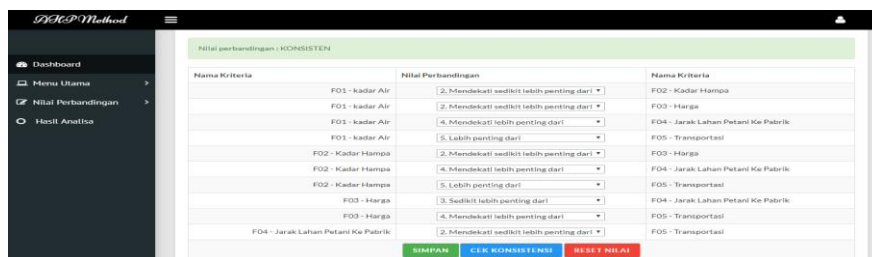 AHP Method
Nilai perbandingan : KONSISTEN
Dashboard
Menu Utama
Nilai Perbandingan
Hasil Analisa
Nama Kriteria Nilai Perbandingan Nama Kriteria
F01 - kadar Air 2. Mendekati sedikit lebih penting dari F02 - Kadar Hampa
F01 - kadar Air 2. Mendekati sedikit lebih penting dari F03 - Harga
F01 - kadar Air 4. Mendekati lebih penting dari F04 - Jarak Lahan Petani Ke Pabrik
F01 - kadar Air 5. Lebih penting dari F05 - Transportasi
F02 - Kadar Hampa 2. Mendekati sedikit lebih penting dari F03 - Harga
F02 - Kadar Hampa 4. Mendekati lebih penting dari F04 - Jarak Lahan Petani Ke Pabrik
F02 - Kadar Hampa 5. Lebih penting dari F05 - Transportasi
F03 - Harga 3. Sedikit lebih penting dari F04 - Jarak Lahan Petani Ke Pabrik
F03 - Harga 4. Mendekati lebih penting dari F05 - Transportasi
F04 - Jarak Lahan Petani Ke Pabrik 2. Mendekati sedikit lebih penting dari F05 - Transportasi
SIMPAN CEK KONSISTENSI RESET NILAI